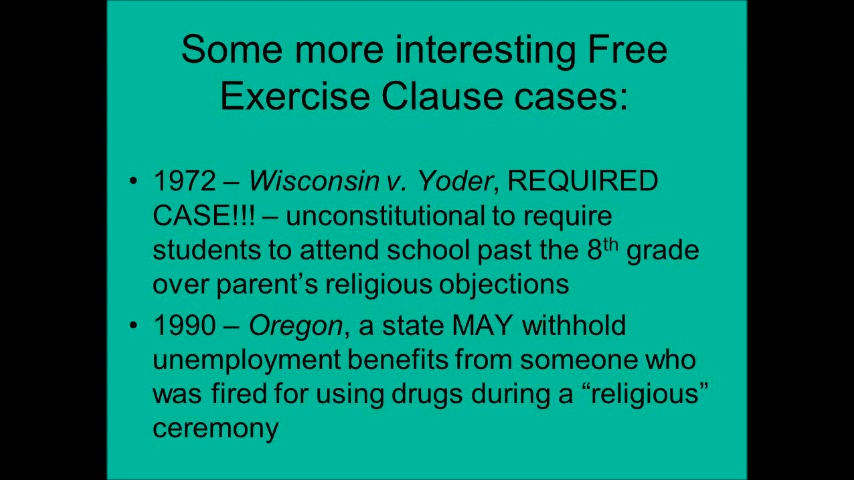 Some more interesting Free
Exercise Clause cases:
• 1972 – Wisconsin v. Yoder, REQUIRED
CASE!!! – unconstitutional to require
students to attend school past the 8th grade
over parent’s religious objections
• 1990 – Oregon, a state MAY withhold
unemployment benefits from someone who
was fired for using drugs during a “religious”
ceremony